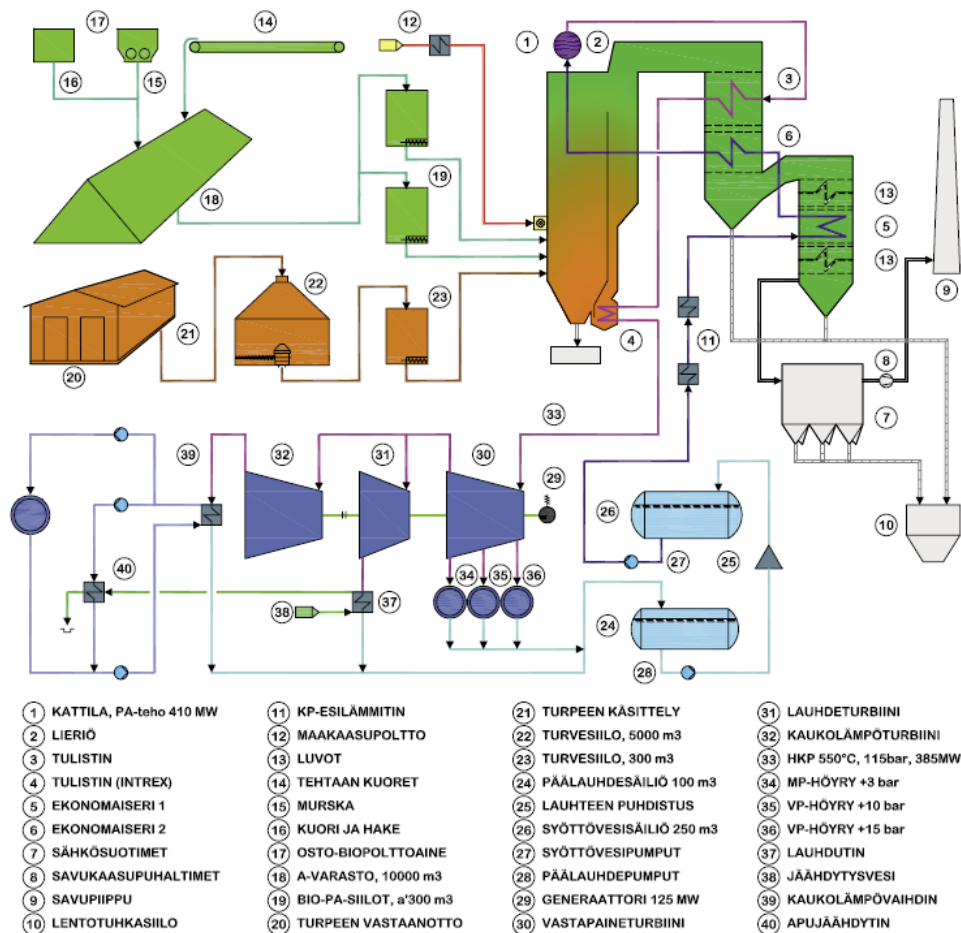 17
14
12
1
2
16
15
3
6
19
18
13
5
13
22
23
9
21
4
11
20
8
33
7
39
32
31
30
29
26
10
27
25
40
34
35
36
37
38
24
28
1 KATTILA, PA-teho 410 MW
2 LIERIÖ
3 TULISTIN
4 TULISTIN (INTREX)
5 EKONOMAISERI 1
6 EKONOMAISERI 2
7 SÄHKÖSUOTIMET
8 SAVUKAASUPUHALTIMET
9 SAVUPIIPPU
10 LENTOTUHKASIILO
11 KP-ESILÄMMITIN
12 MAAKAASUPOLTTO
13 LUVOT
14 TEHTAAN KUORET
15 MURSKA
16 KUORI JA HAKE
17 OSTO-BIOPOLTTOAINE
18 A-VARASTO, 10000 m3
19 BIO-PA-SIILOT, a'300 m3
20 TURPEEN VASTAANOTTO
21 TURPEEN KÄSITTELY
22 TURVESIILO, 5000 m3
23 TURVESIILO, 300 m3
24 PÄÄLAUHDESÄILIÖ 100 m3
25 LAUHTEEN PUHDISTUS
26 SYÖTTÖVESISÄILIÖ 250 m3
27 SYÖTTÖVESIPUMPUT
28 PÄÄLAUHDEPUMPUT
29 GENERAATTORI 125 MW
30 VASTAPAINETURBIINI
31 LAUHDETURBIINI
32 KAUKOLÄMPÖTURBIINI
33 HKP 550°C, 115bar, 385MW
34 MP-HÖYRY +3 bar
35 VP-HÖYRY +10 bar
36 VP-HÖYRY +15 bar
37 LAUHDUTIN
38 JÄÄHDYTYSVESI
39 KAUKOLÄMPÖVAIHDIN
40 APUJÄÄHDYTIN